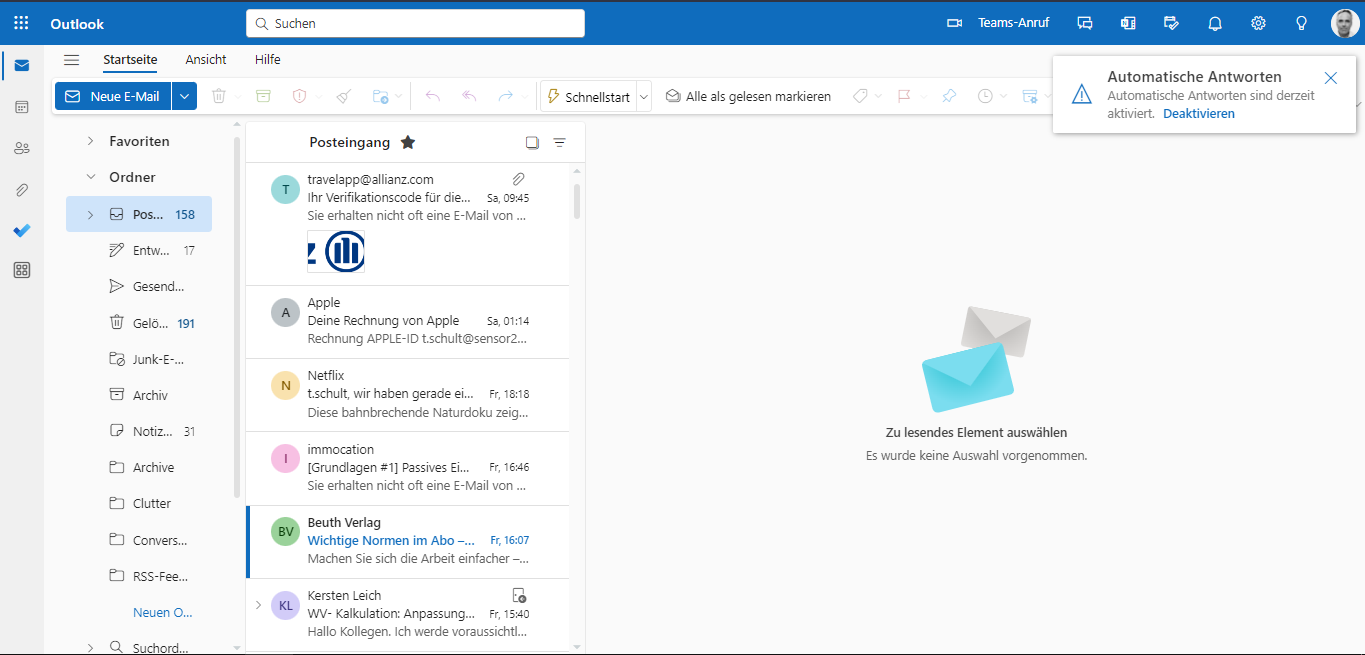 Outlook
Suchen
Teams-Anruf
Startseite
Ansicht
Hilfe
Neue E-Mail
Schnellstart
Alle als gelesen markieren
Automatische Antworten
Automatische Antworten sind derzeit
aktiviert. Deaktivieren
Favoriten
Ordner
Pos... 158
Entw... 17
Gesend...
Gelö... 191
Junk-E-...
Archiv
Notiz... 31
Archive
Clutter
Convers...
RSS-Fee...
Neuen O...
Suchord...
Posteingang
T
travelapp@allianz.com
Ihr Verifikationscode für die... Sa, 09:45
Sie erhalten nicht oft eine E-Mail von ...
A
Apple
Deine Rechnung von Apple Sa, 01:14
Rechnung APPLE-ID t.schult@sensor2...
N
Netflix
t.schult, wir haben gerade ei... Fr, 18:18
Diese bahnbrechende Naturdoku zeig...
I
immocation
[Grundlagen #1] Passives Ei... Fr, 16:46
Sie erhalten nicht oft eine E-Mail von ...
BV
Beuth Verlag
Wichtige Normen im Abo –... Fr, 16:07
Machen Sie sich die Arbeit einfacher –...
KL
Kersten Leich
WV- Kalkulation: Anpassung... Fr, 15:40
Hallo Kollegen. Ich werde voraussichtl...
Zu lesendes Element auswählen
Es wurde keine Auswahl vorgenommen.